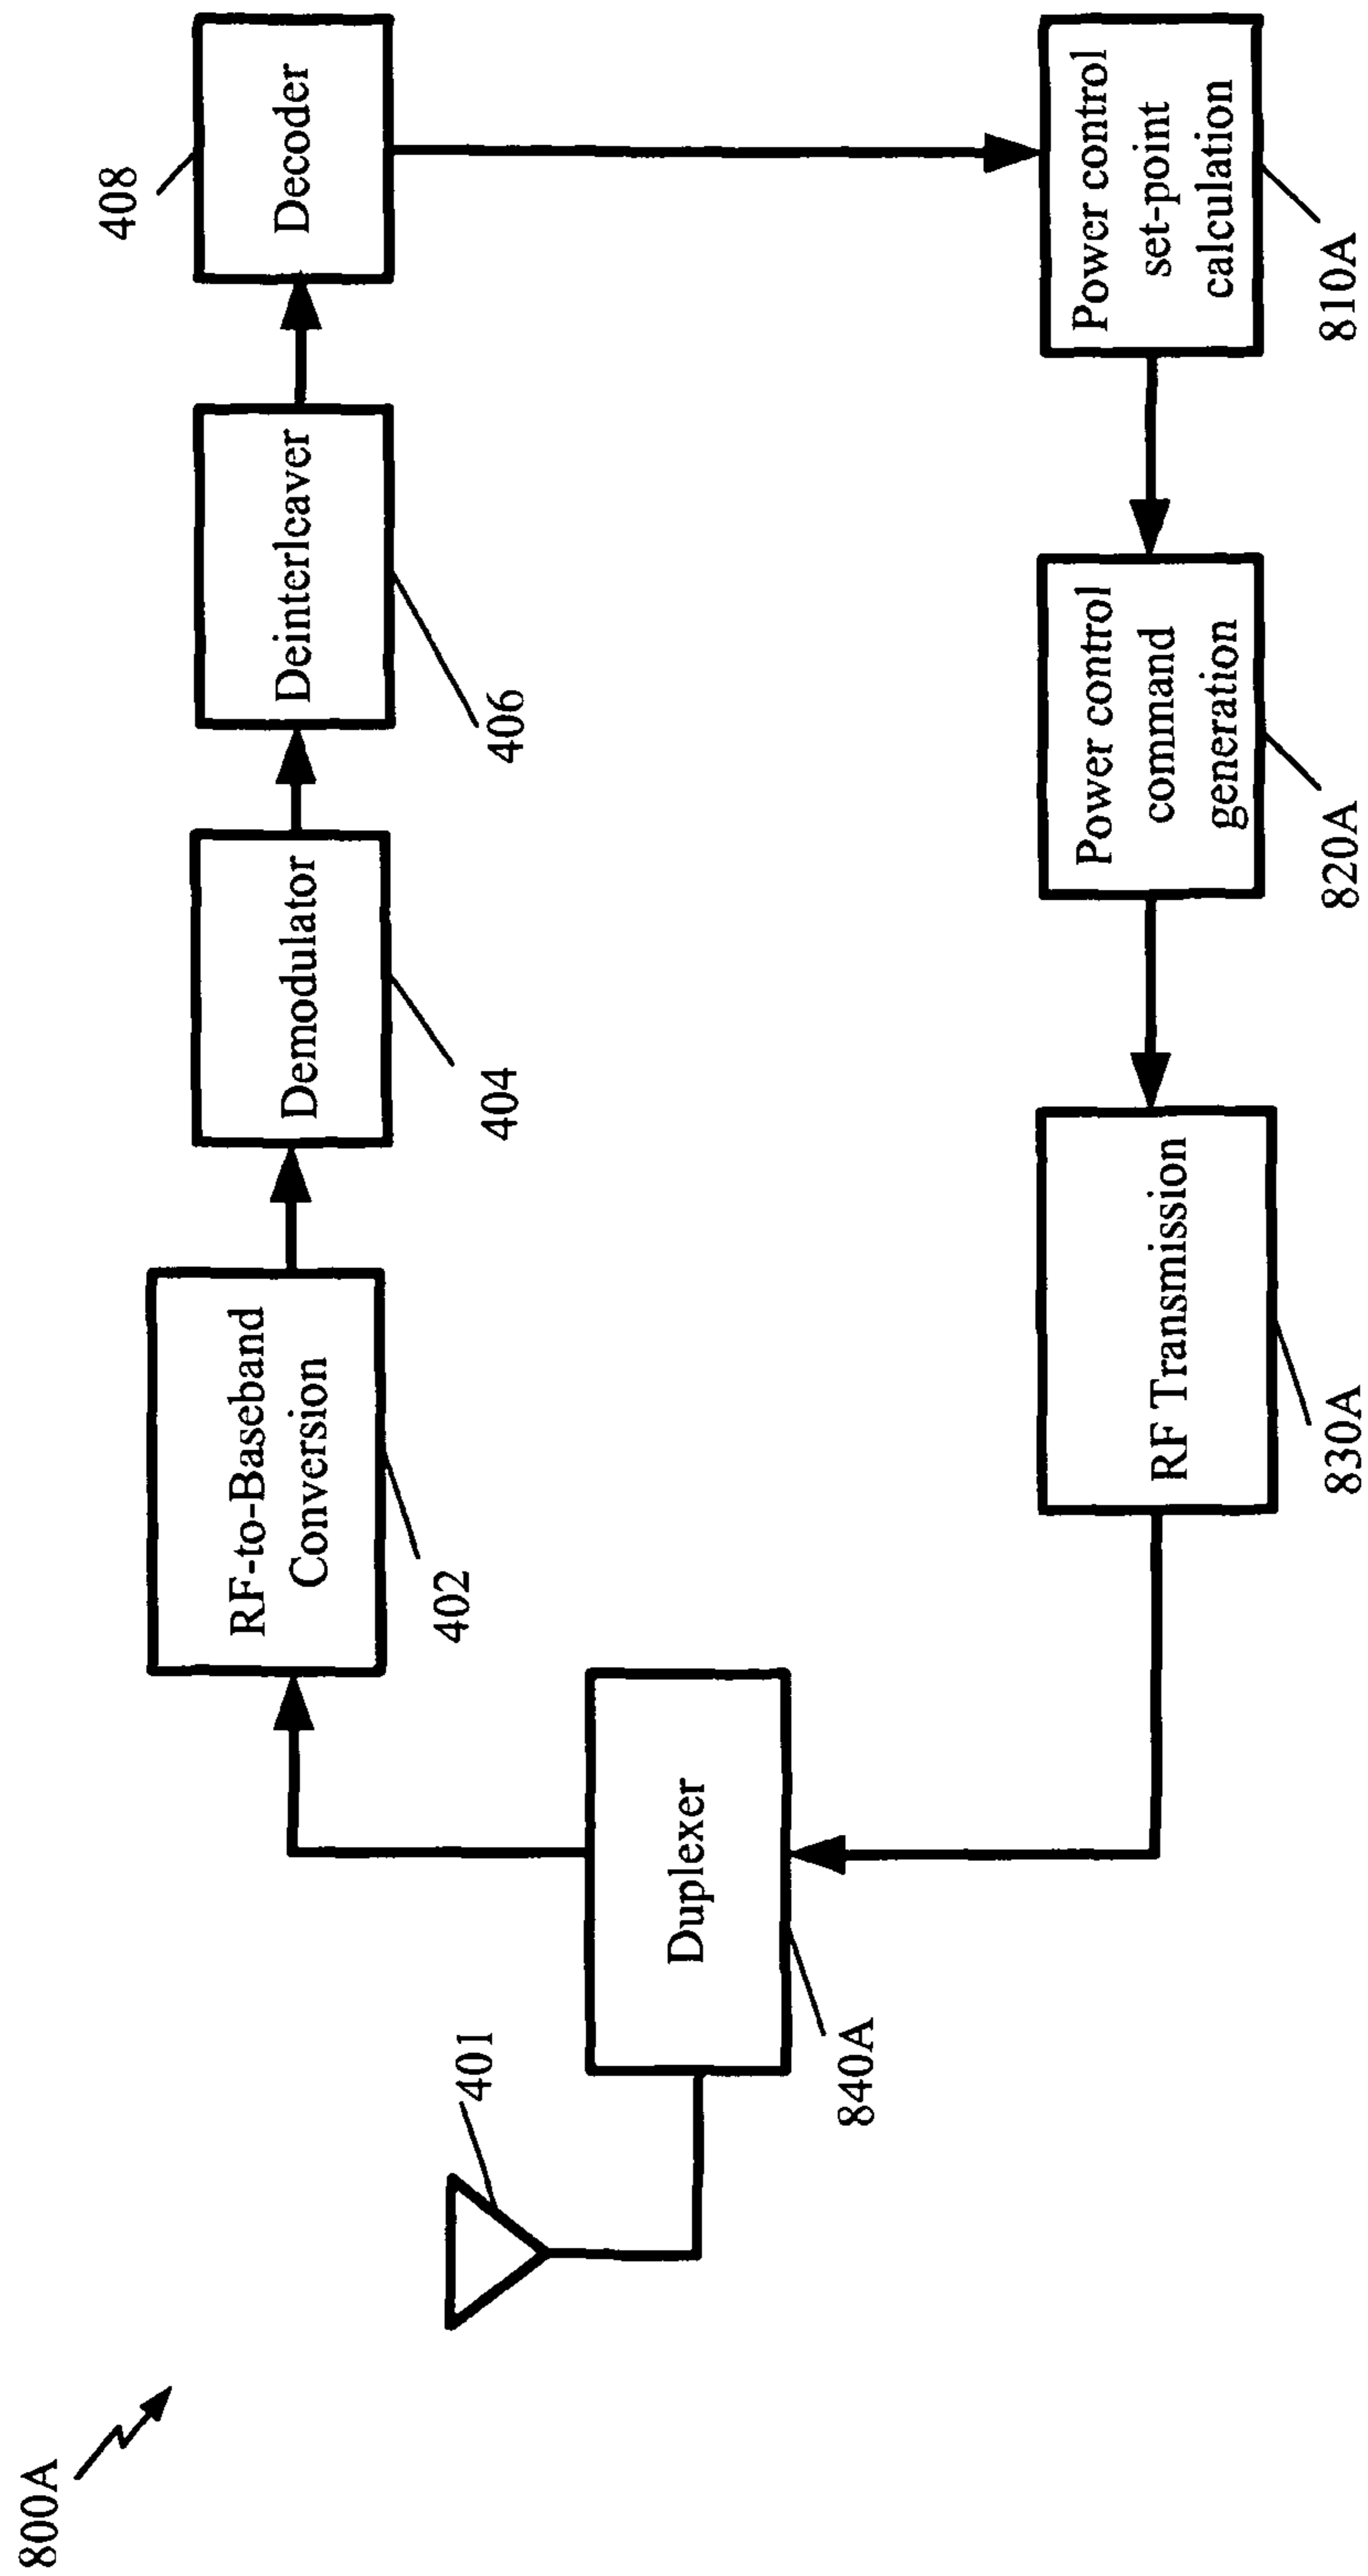 800A
401
Duplexer
840A
RF-to-Baseband
Conversion
402
Demodulator
404
Deinterleaver
406
Decoder
408
Power control
set-point
calculation
810A
Power control
command
generation
820A
RF Transmission
830A